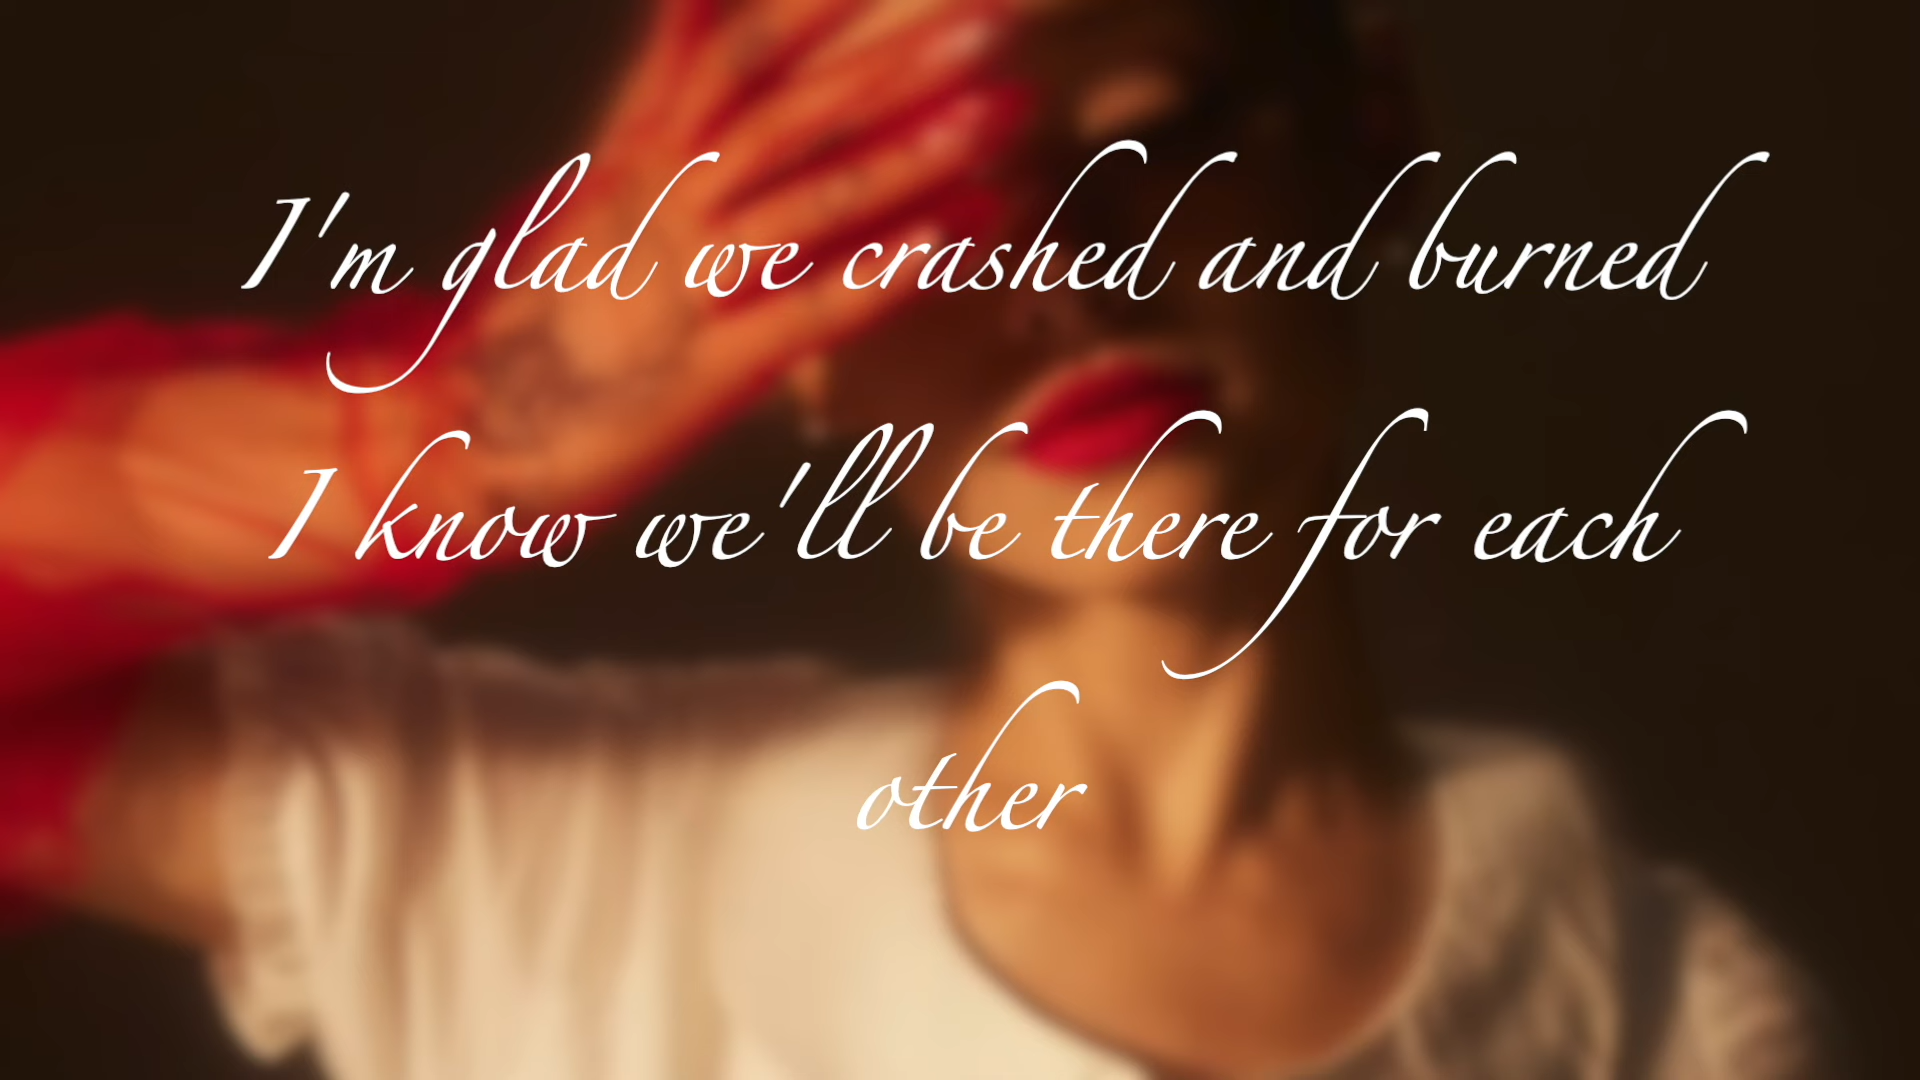 I'm glad we crashed and burned
I know we'll be there for each
other